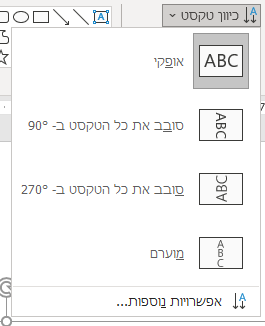 כיוון טקסט
ABC
אופקי
ABC
סובב את כל הטקסט ב- 90°
ABC
סובב את כל הטקסט ב- 270°
ABC
מוערם
אפשרויות נוספות...